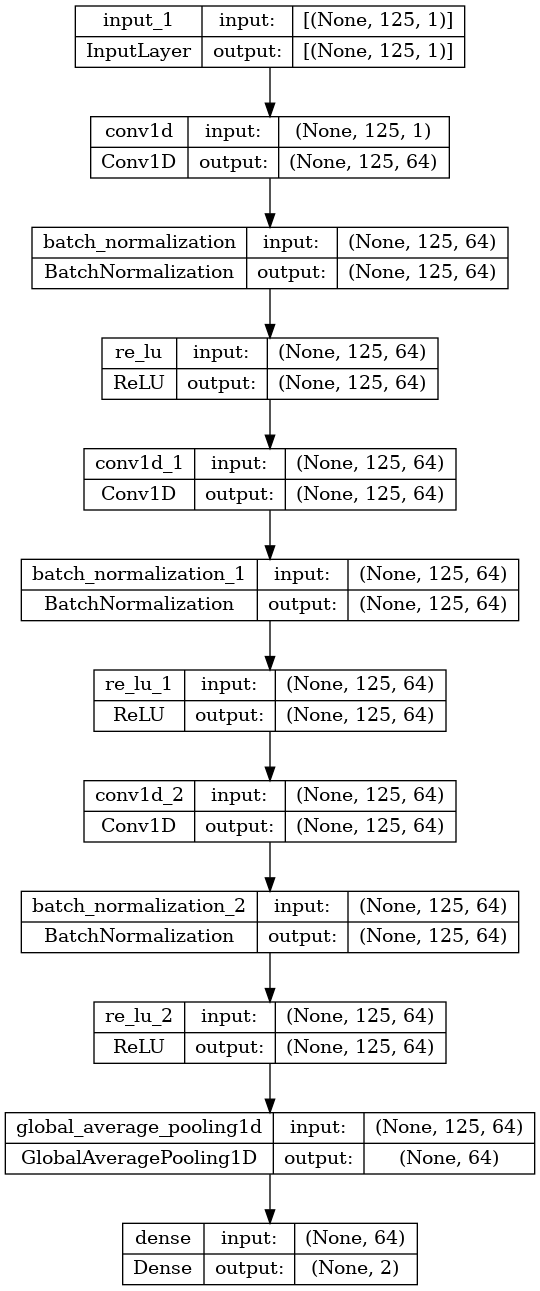 input_1 input: [(None, 125, 1)]
InputLayer output: [(None, 125, 1)]
conv1d input: (None, 125, 1)
Conv1D output: (None, 125, 64)
batch_normalization input: (None, 125, 64)
BatchNormalization output: (None, 125, 64)
re_lu input: (None, 125, 64)
ReLU output: (None, 125, 64)
conv1d_1 input: (None, 125, 64)
Conv1D output: (None, 125, 64)
batch_normalization_1 input: (None, 125, 64)
BatchNormalization output: (None, 125, 64)
re_lu_1 input: (None, 125, 64)
ReLU output: (None, 125, 64)
conv1d_2 input: (None, 125, 64)
Conv1D output: (None, 125, 64)
batch_normalization_2 input: (None, 125, 64)
BatchNormalization output: (None, 125, 64)
re_lu_2 input: (None, 125, 64)
ReLU output: (None, 125, 64)
global_average_pooling1d input: (None, 125, 64)
GlobalAveragePooling1D output: (None, 64)
dense input: (None, 64)
Dense output: (None, 2)